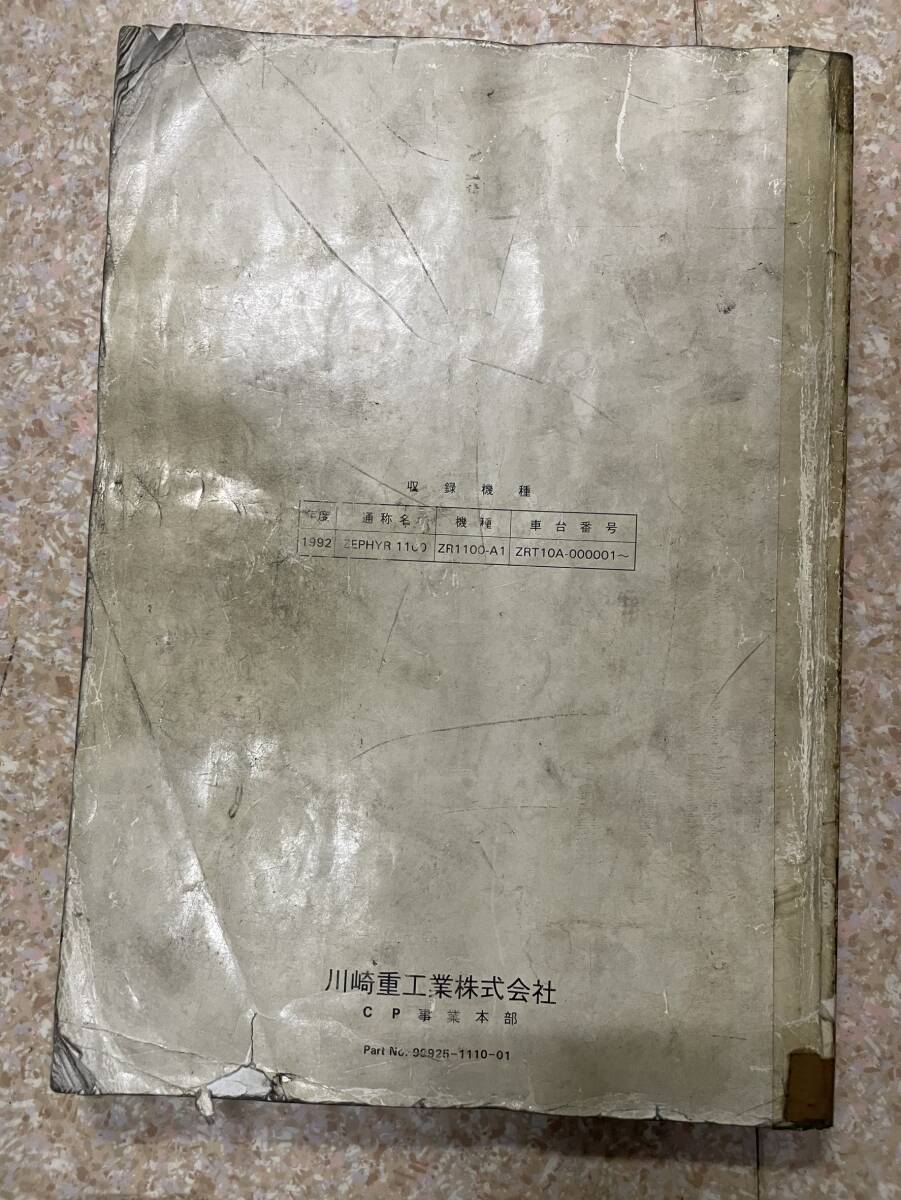 収録機種
年度 通称名 機種 車台番号
1992 ZEPHYR 1100 ZR1100-A1 ZRT10A-000001～
川崎重工業株式会社
CP事業本部
Part No. 99925-1110-01